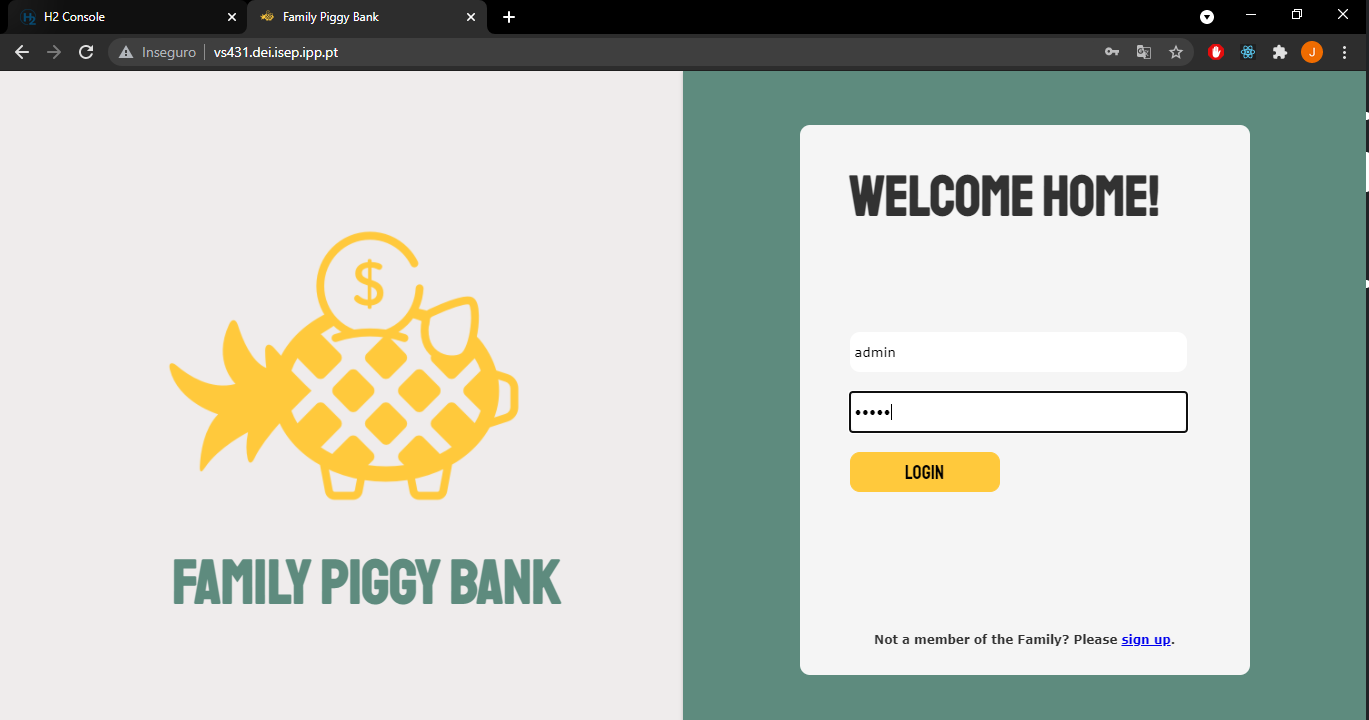 H2 Console
Family Piggy Bank
Inseguro
vs431.dei.isep.ipp.pt
J
$
FAMILY PIGGY BANK
WELCOME HOME!
admin
•••••
LOGIN
Not a member of the Family? Please sign up.